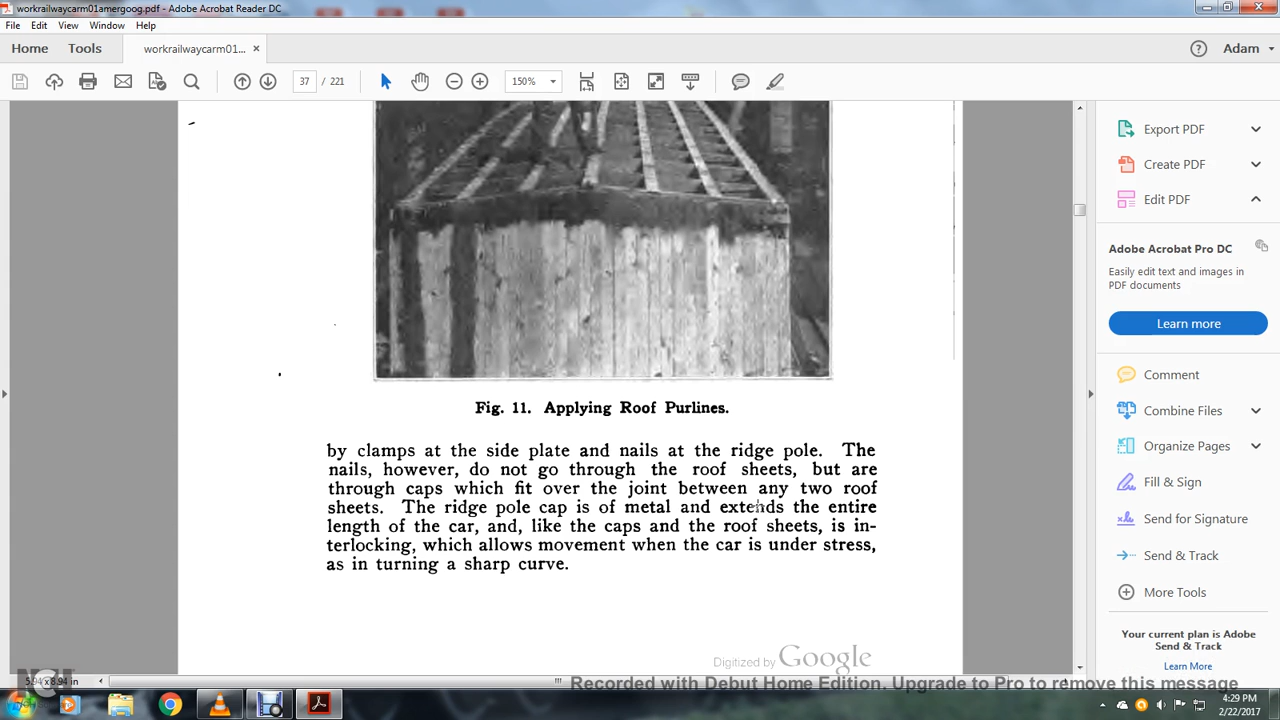 workrailwaycarm01amergoog.pdf - Adobe Acrobat Reader DC
File Edit View Window Help
Home Tools workrailwaycarm01... × Adam
37 / 221 150%
Export PDF
Create PDF
Edit PDF
Adobe Acrobat Pro DC
Easily edit text and images in
PDF documents
Learn more
Comment
Combine Files
Organize Pages
Fill & Sign
Send for Signature
Send & Track
More Tools
Your current plan is Adobe
Send & Track
Learn More
Fig. 11. Applying Roof Purlines.
by clamps at the side plate and nails at the ridge pole. The
nails, however, do not go through the roof sheets, but are
through caps which fit over the joint between any two roof
sheets. The ridge pole cap is of metal and extends the entire
length of the car, and, like the caps and the roof sheets, is in-
terlocking, which allows movement when the car is under stress,
as in turning a sharp curve.
Digitized by Google
5.94 x 8.94 in
Recorded with Debut Home Edition. Upgrade to Pro to remove this message
4:29 PM
2/22/2017